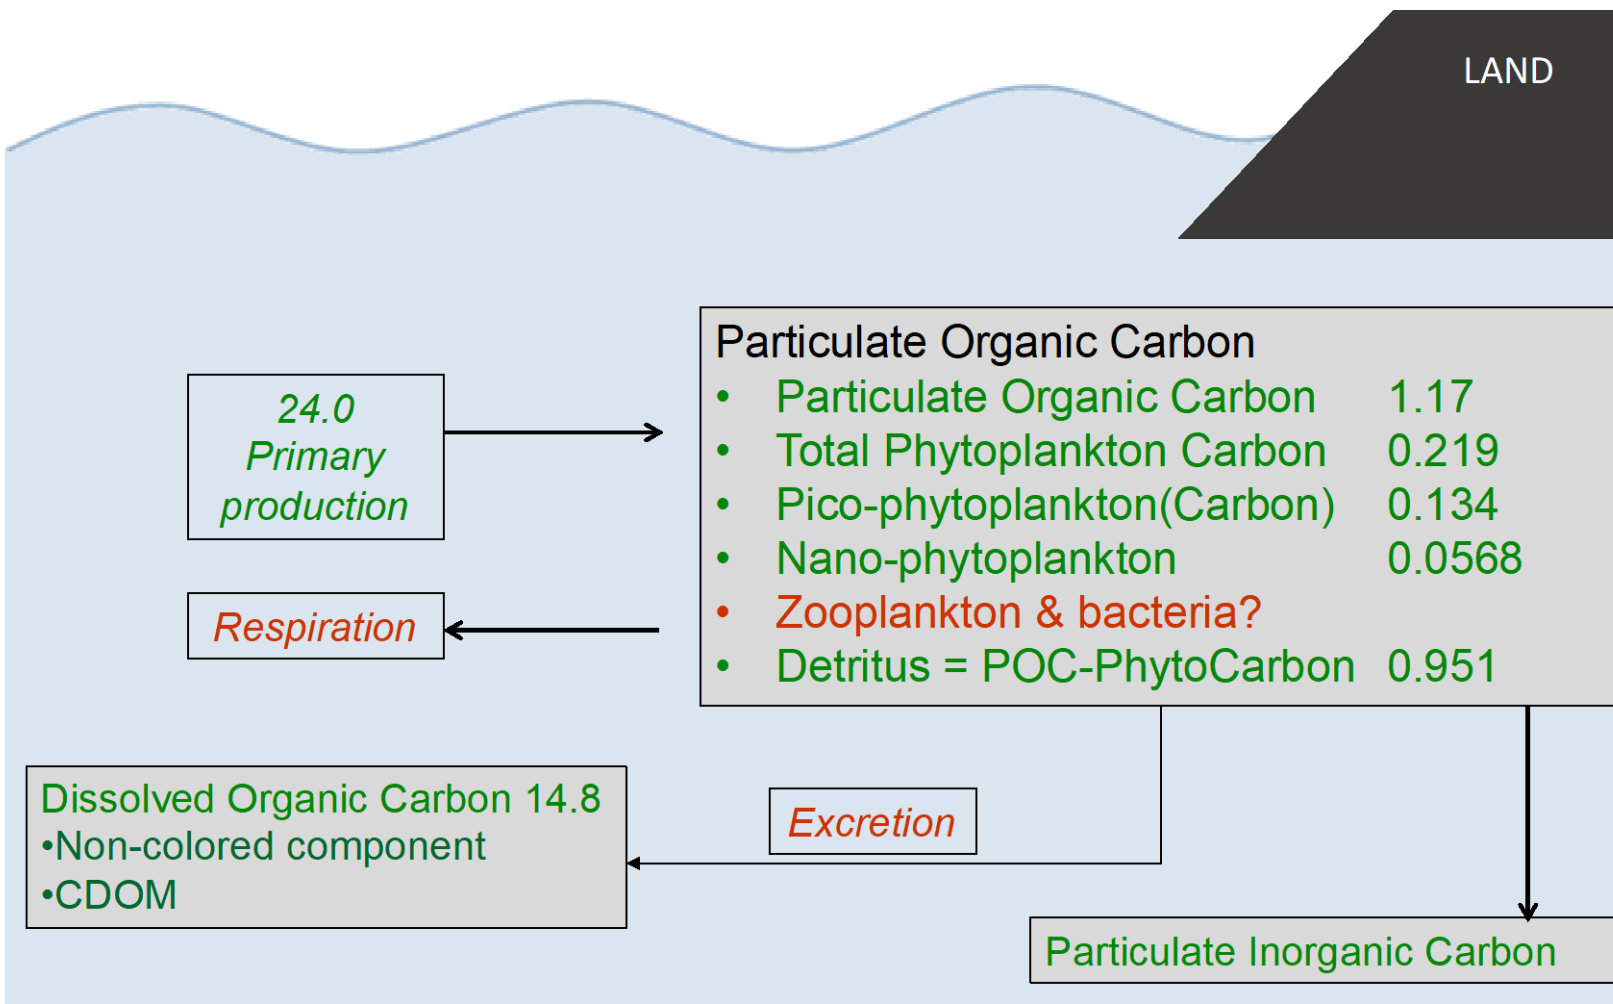 LAND
Particulate Organic Carbon
• Particulate Organic Carbon 1.17
• Total Phytoplankton Carbon 0.219
• Pico-phytoplankton(Carbon) 0.134
• Nano-phytoplankton 0.0568
• Zooplankton & bacteria?
• Detritus = POC-PhytoCarbon 0.951
24.0
Primary
production
Respiration
Dissolved Organic Carbon 14.8
•Non-colored component
•CDOM
Excretion
Particulate Inorganic Carbon